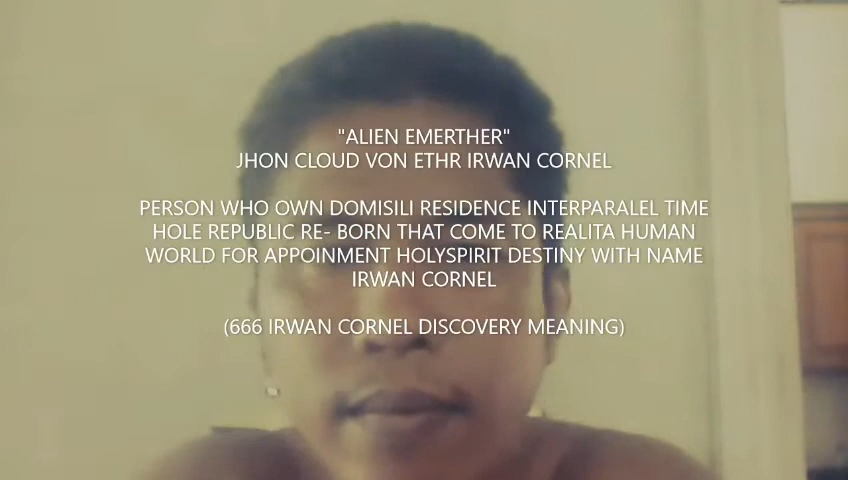 "ALIEN EMERTHER"
JHON CLOUD VON ETHR IRWAN CORNEL
PERSON WHO OWN DOMISILI RESIDENCE INTERPARALEL TIME
HOLE REPUBLIC RE- BORN THAT COME TO REALITA HUMAN
WORLD FOR APPOINMENT HOLYSPIRIT DESTINY WITH NAME
IRWAN CORNEL
(666 IRWAN CORNEL DISCOVERY MEANING)